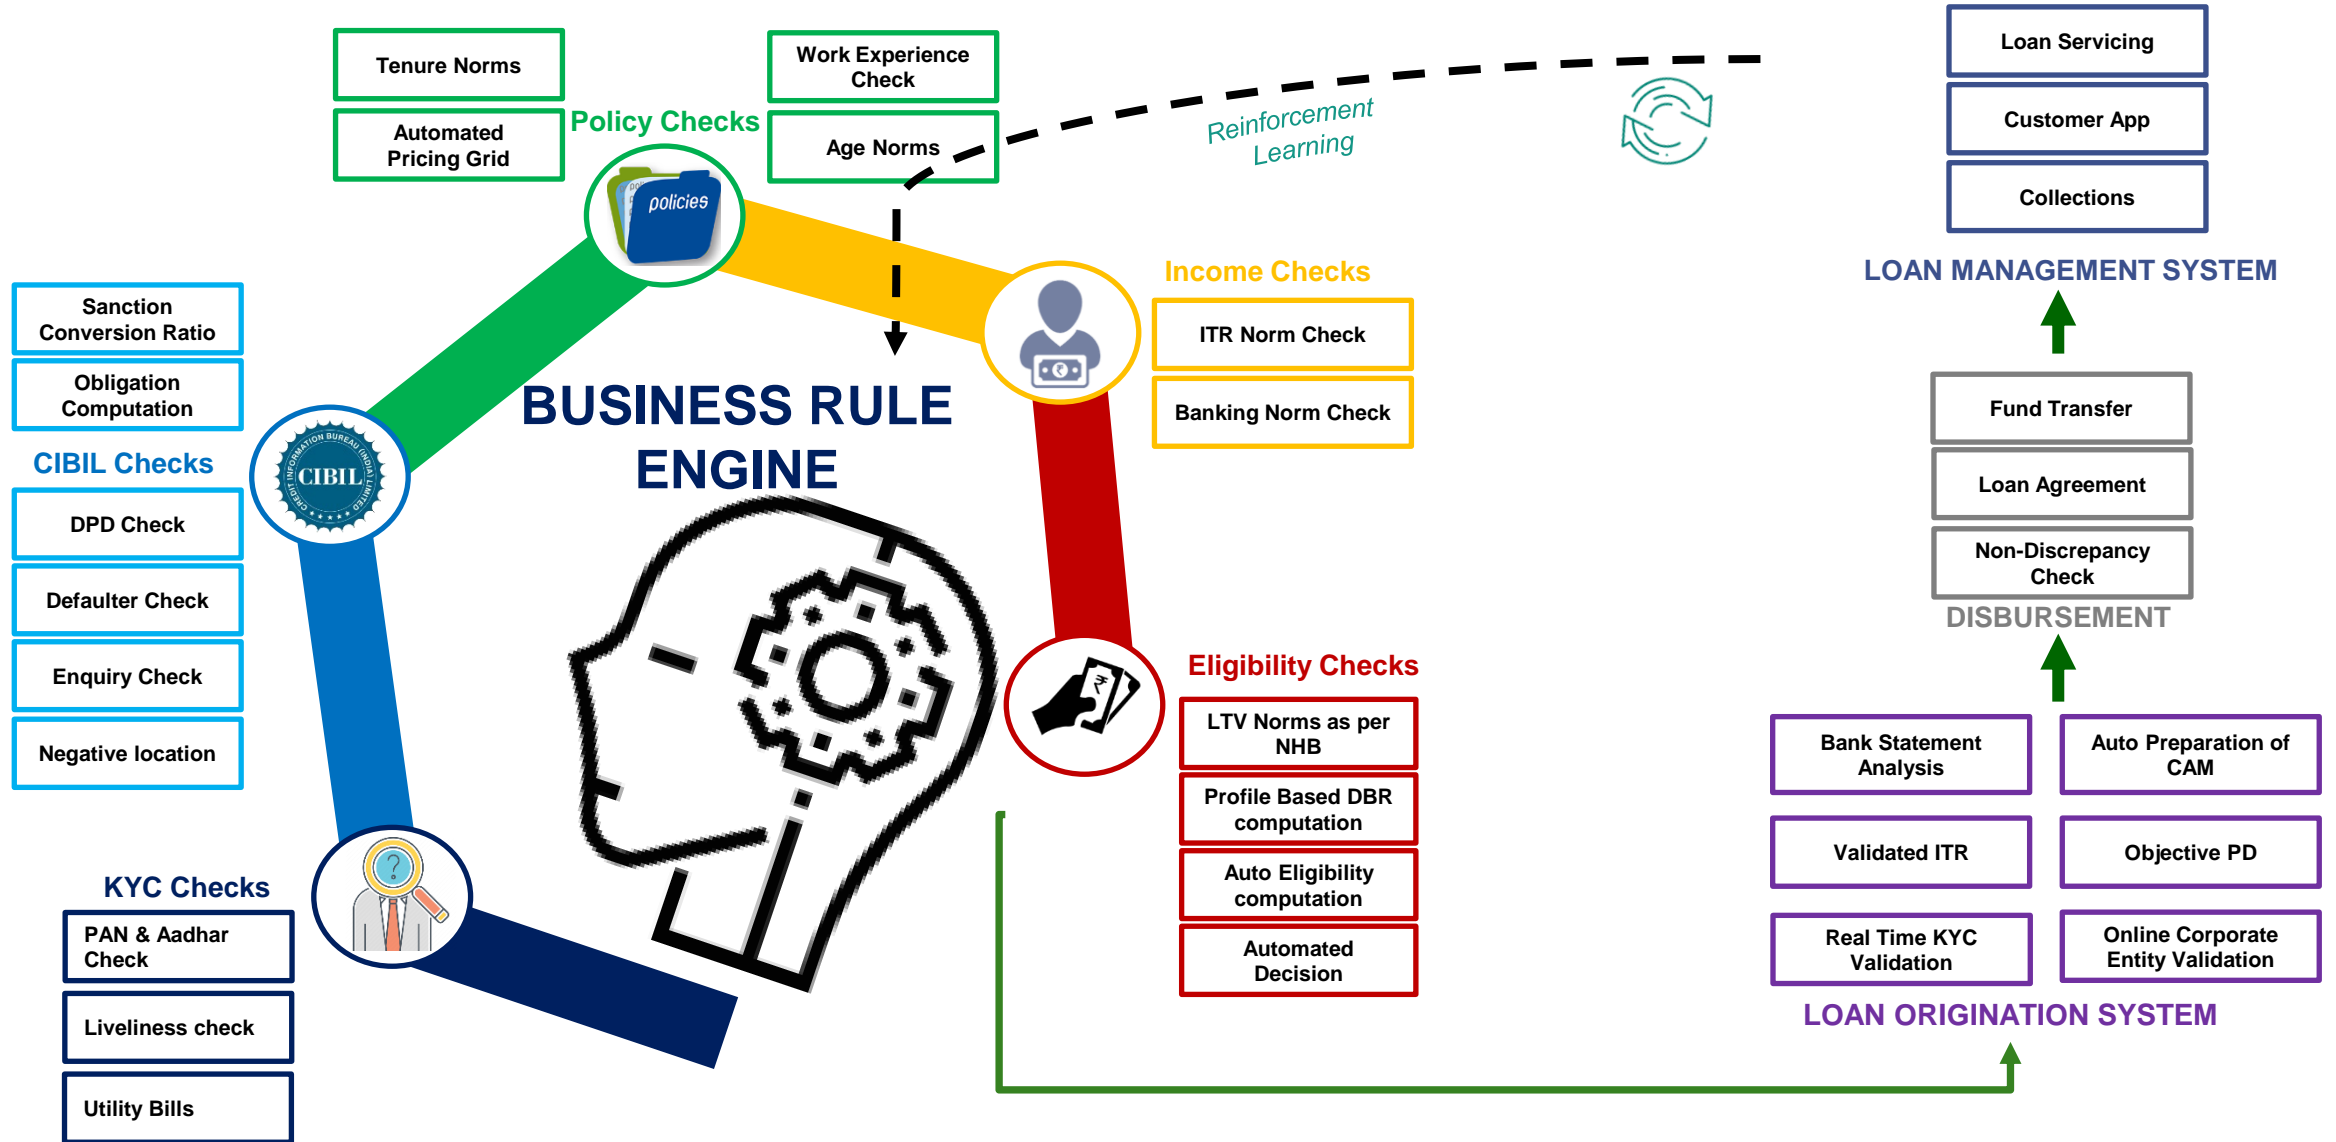 Tenure Norms
Automated
Pricing Grid
Policy Checks
Work Experience
Check
Age Norms
policies
Reinforcement
Learning
Loan Servicing
Customer App
Collections
LOAN MANAGEMENT SYSTEM
Sanction
Conversion Ratio
Obligation
Computation
CIBIL Checks
CREDIT INFORMATION BUREAU (INDIA) LIMITED
CIBIL
DPD Check
Defaulter Check
Enquiry Check
Negative location
Income Checks
ITR Norm Check
Banking Norm Check
BUSINESS RULE
ENGINE
Fund Transfer
Loan Agreement
Non-Discrepancy
Check
DISBURSEMENT
Eligibility Checks
LTV Norms as per
NHB
Profile Based DBR
computation
Auto Eligibility
computation
Automated
Decision
KYC Checks
?
PAN & Aadhar
Check
Liveliness check
Utility Bills
Bank Statement
Analysis
Auto Preparation of
CAM
Validated ITR
Objective PD
Real Time KYC
Validation
Online Corporate
Entity Validation
LOAN ORIGINATION SYSTEM